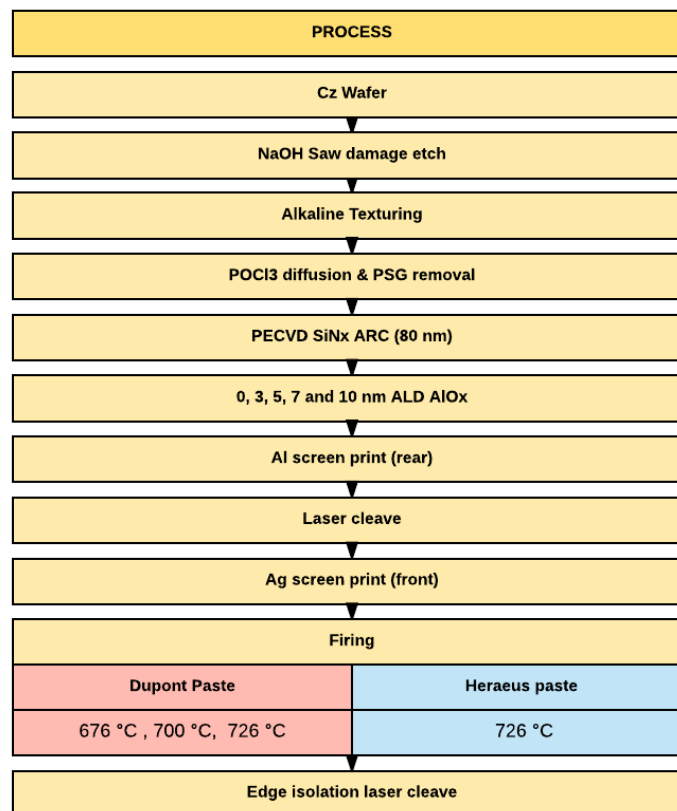 PROCESS
Cz Wafer
NaOH Saw damage etch
Alkaline Texturing
POCl3 diffusion & PSG removal
PECVD SiNx ARC (80 nm)
0, 3, 5, 7 and 10 nm ALD AlOx
Al screen print (rear)
Laser cleave
Ag screen print (front)
Firing
Dupont Paste
Heraeus paste
676 °C , 700 °C, 726 °C
726 °C
Edge isolation laser cleave